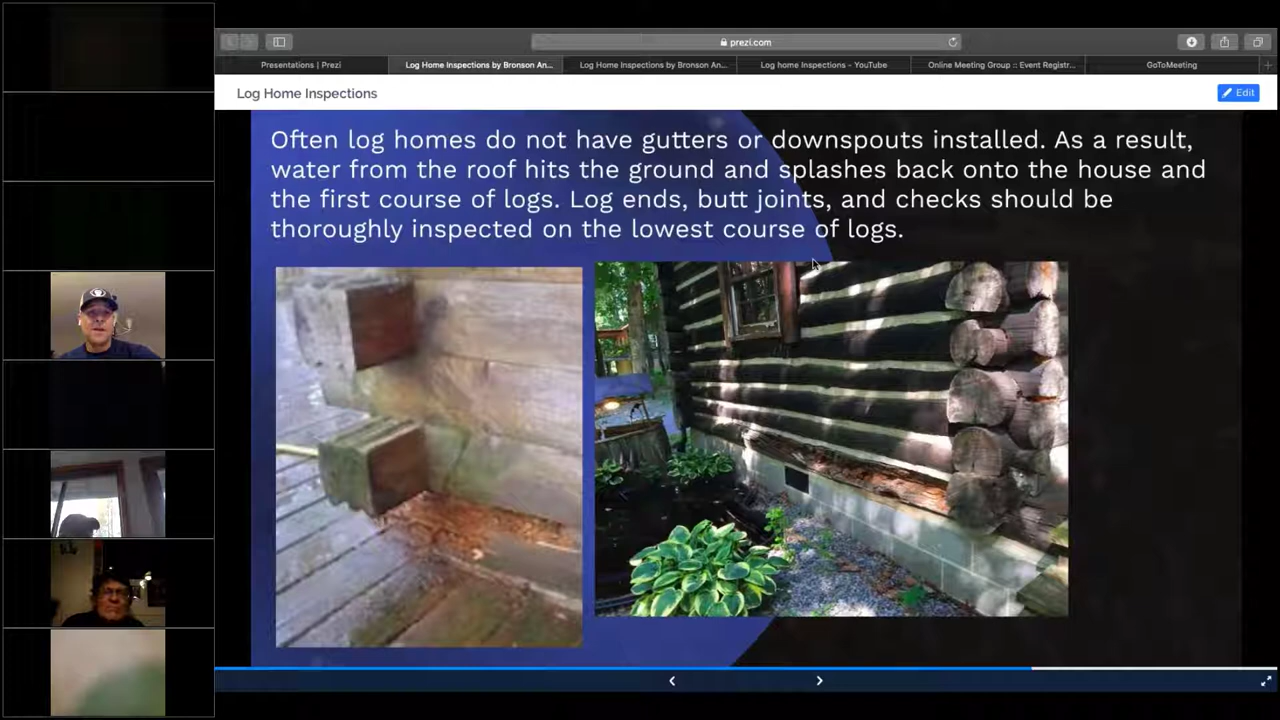 prezi.com
Presentations | Prezi
Log Home Inspections by Bronson An...
Log Home Inspections by Bronson An...
Log home Inspections - YouTube
Online Meeting Group :: Event Registr...
GoToMeeting
Log Home Inspections
Edit
Often log homes do not have gutters or downspouts installed. As a result,
water from the roof hits the ground and splashes back onto the house and
the first course of logs. Log ends, butt joints, and checks should be
thoroughly inspected on the lowest course of logs.